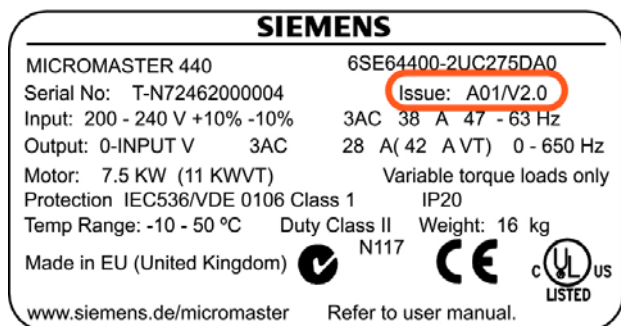 SIEMENS
MICROMASTER 440 6SE64400-2UC275DA0
Serial No: T-N72462000004 Issue: A01/V2.0
Input: 200 - 240 V +10% -10% 3AC 38 A 47 - 63 Hz
Output: 0-INPUT V 3AC 28 A( 42 A VT) 0 - 650 Hz
Motor: 7.5 KW (11 KWVT) Variable torque loads only
Protection IEC536/VDE 0106 Class 1 IP20
Temp Range: -10 - 50 ºC Duty Class II Weight: 16 kg
Made in EU (United Kingdom) N117 CE C UL US LISTED
www.siemens.de/micromaster Refer to user manual.